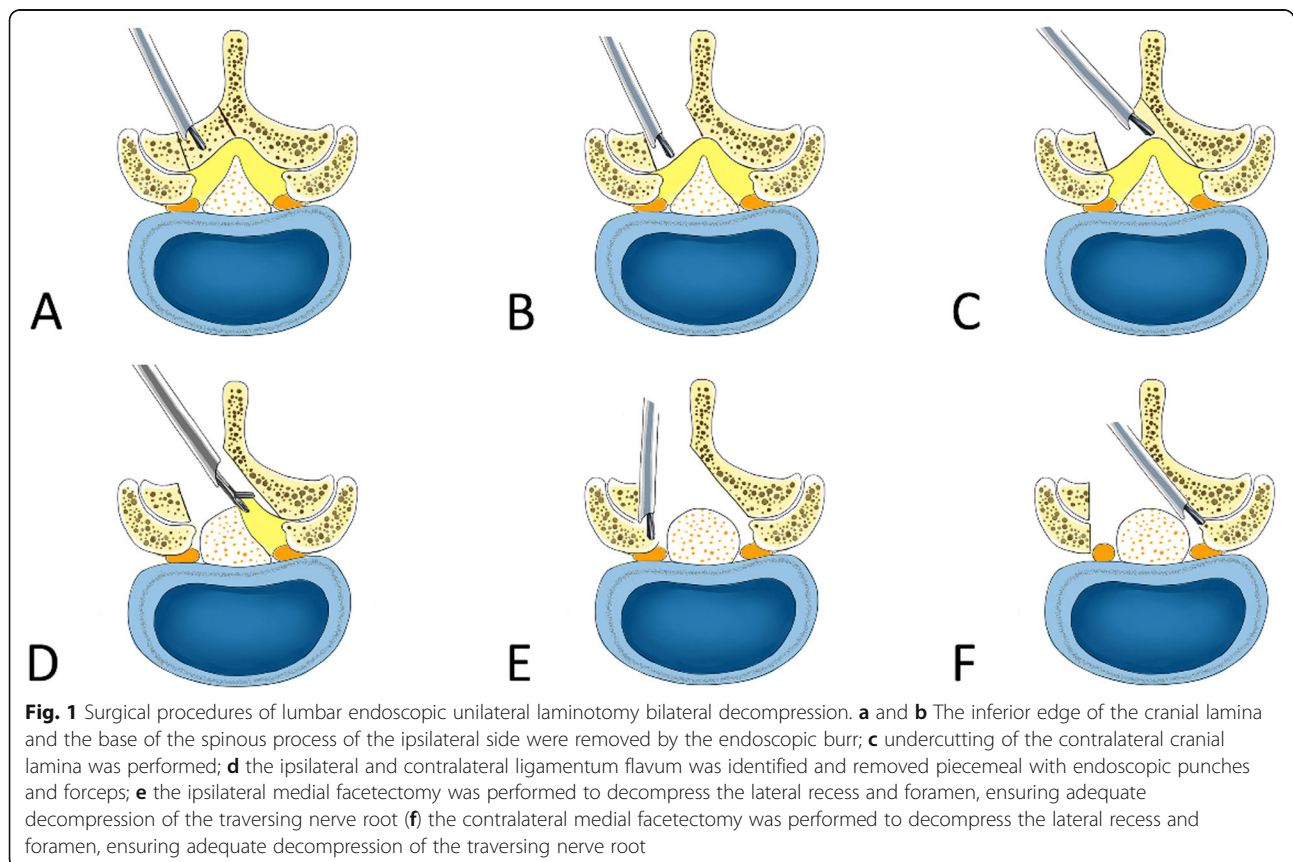 A
B
C
D
E
F
Fig. 1 Surgical procedures of lumbar endoscopic unilateral laminotomy bilateral decompression. a and b The inferior edge of the cranial lamina
and the base of the spinous process of the ipsilateral side were removed by the endoscopic burr; c undercutting of the contralateral cranial
lamina was performed; d the ipsilateral and contralateral ligamentum flavum was identified and removed piecemeal with endoscopic punches
and forceps; e the ipsilateral medial facetectomy was performed to decompress the lateral recess and foramen, ensuring adequate
decompression of the traversing nerve root (f) the contralateral medial facetectomy was performed to decompress the lateral recess and
foramen, ensuring adequate decompression of the traversing nerve root